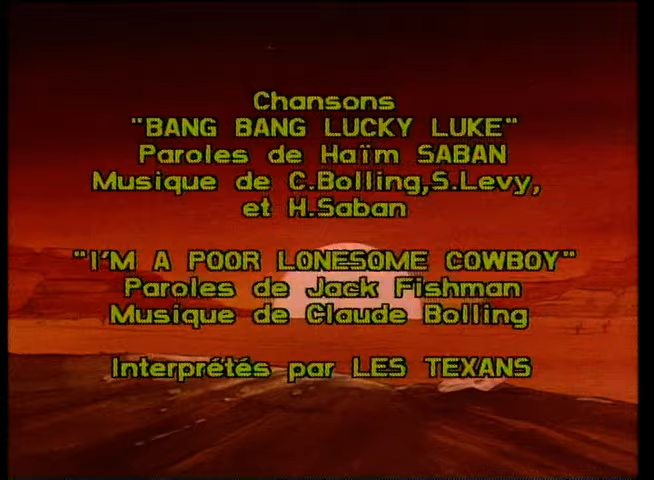 Chansons
"BANG BANG LUCKY LUKE"
Paroles de Haïm SABAN
Musique de C.Bolling,S.Levy,
et H.Saban
"I'M A POOR LONESOME COWBOY"
Paroles de Jack Fishman
Musique de Claude Bolling
Interprétés par LES TEXANS